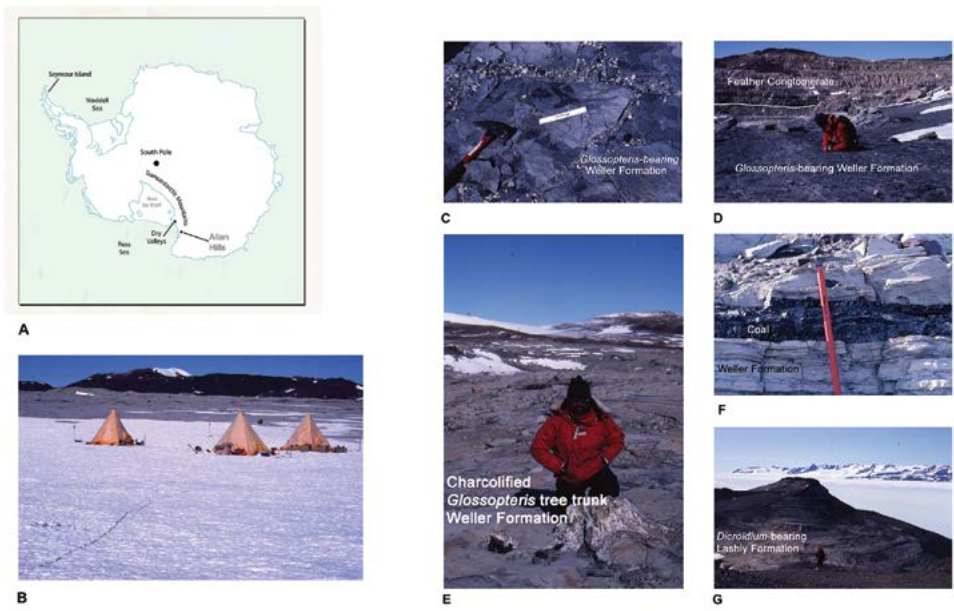 Seymour Island
Weddell
Sea
South Pole
Transantarctic Mountains
Ross
Ice Shelf
Dry
Valleys
Ross
Sea
Allan
Hills
A
B
Glossopteris-bearing
Weller Formation
C
Feather Conglomerate
Glossopteris-bearing Weller Formation
D
Charcolified
Glossopteris tree trunk
Weller Formation
E
Coal
Weller Formation
F
Dicroidium-bearing
Lashly Formation
G